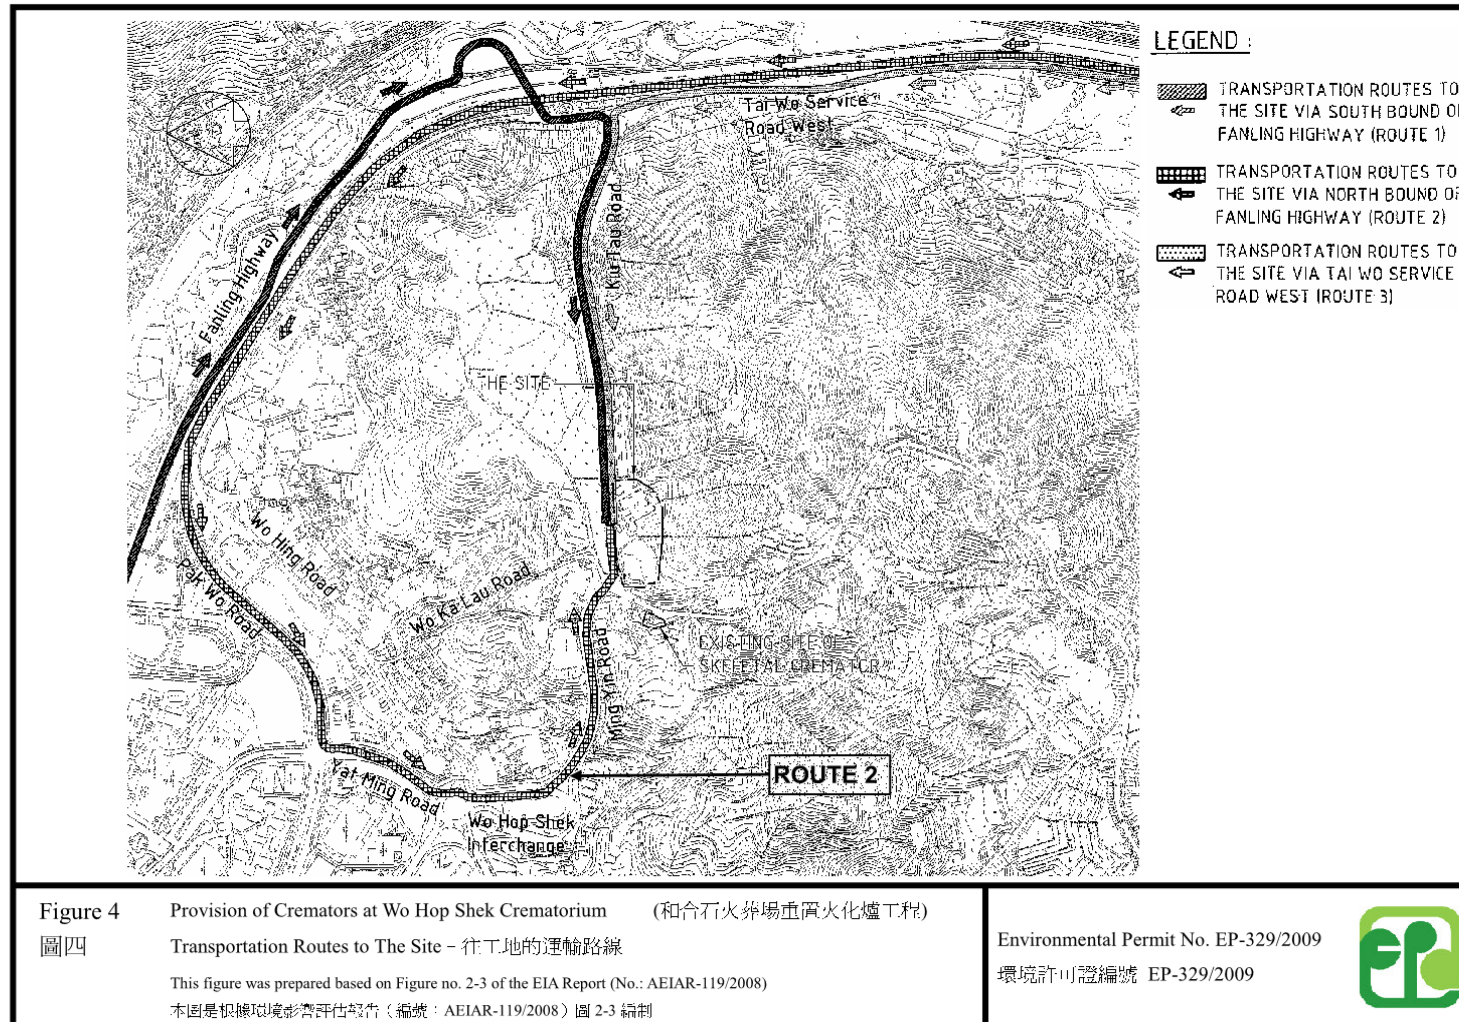 LEGEND :
TRANSPORTATION ROUTES TO
THE SITE VIA SOUTH BOUND OF
FANLING HIGHWAY (ROUTE 1)
TRANSPORTATION ROUTES TO
THE SITE VIA NORTH BOUND OF
FANLING HIGHWAY (ROUTE 2)
TRANSPORTATION ROUTES TO
THE SITE VIA TAI WO SERVICE
ROAD WEST (ROUTE 3)
Tai Wo Service
Road West
Kiu Tau Road
Fanling Highway
THE SITE
Wo Hing Road
Pak Wo Road
Wo Ka Lau Road
Ming Yin Road
EXISTING SITE OF
SKELETAL CREMATOR
ROUTE 2
Yat Ming Road
Wo Hop Shek
Interchange
Figure 4
圖四
Provision of Cremators at Wo Hop Shek Crematorium (和合石火葬場重置火化爐工程)
Transportation Routes to The Site – 往工地的運輸路線
This figure was prepared based on Figure no. 2-3 of the EIA Report (No.: AEIAR-119/2008)
本圖是根據環境影響評估報告（編號：AEIAR-119/2008）圖 2-3 編制
Environmental Permit No. EP-329/2009
環境許可證編號 EP-329/2009